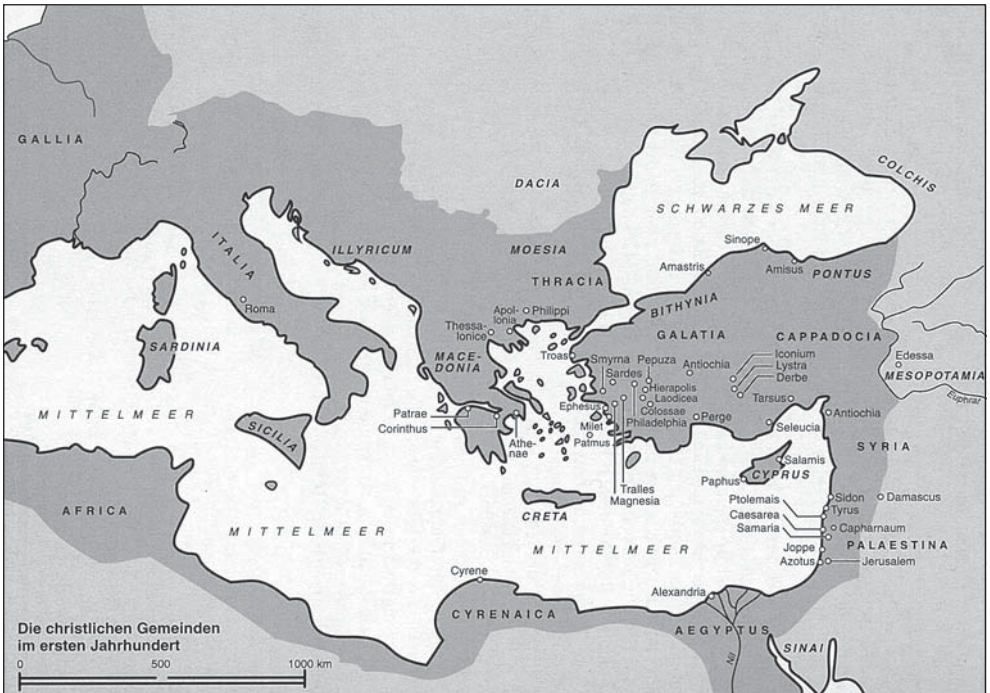 GALLIA
COLCHIS
DACIA
SCHWARZES MEER
ITALIA
ILLYRICUM
MOESIA
Sinope
Amastris
Amisus
PONTUS
THRACIA
BITHYNIA
Roma
Apol-
lonia
Philippi
Thessa-
lonice
GALATIA
CAPPADOCIA
SARDINIA
MACE-
DONIA
Troas
Smyrna
Pepuza
Antiochia
Iconium
Lystra
Derbe
Edessa
MESOPOTAMIA
Euphrat
Sardes
Hierapolis
Laodicea
Colossae
Philadelphia
Tarsus
MITTELMEER
Patrae
Corinthus
SICILIA
Athe-
nae
Ephesus
Milet
Patmus
Perge
Seleucia
Antiochia
SYRIA
Tralles
Magnesia
Salamis
CYPRUS
Paphus
AFRICA
CRETA
Ptolemais
Caesarea
Samaria
Sidon
Tyrus
Damascus
Capharnaum
MITTELMEER
MITTELMEER
PALAESTINA
Joppe
Azotus
Jerusalem
Cyrene
Alexandria
CYRENAICA
AEGYPTUS
Nil
SINAI
Die christlichen Gemeinden
im ersten Jahrhundert
0 500 1000 km